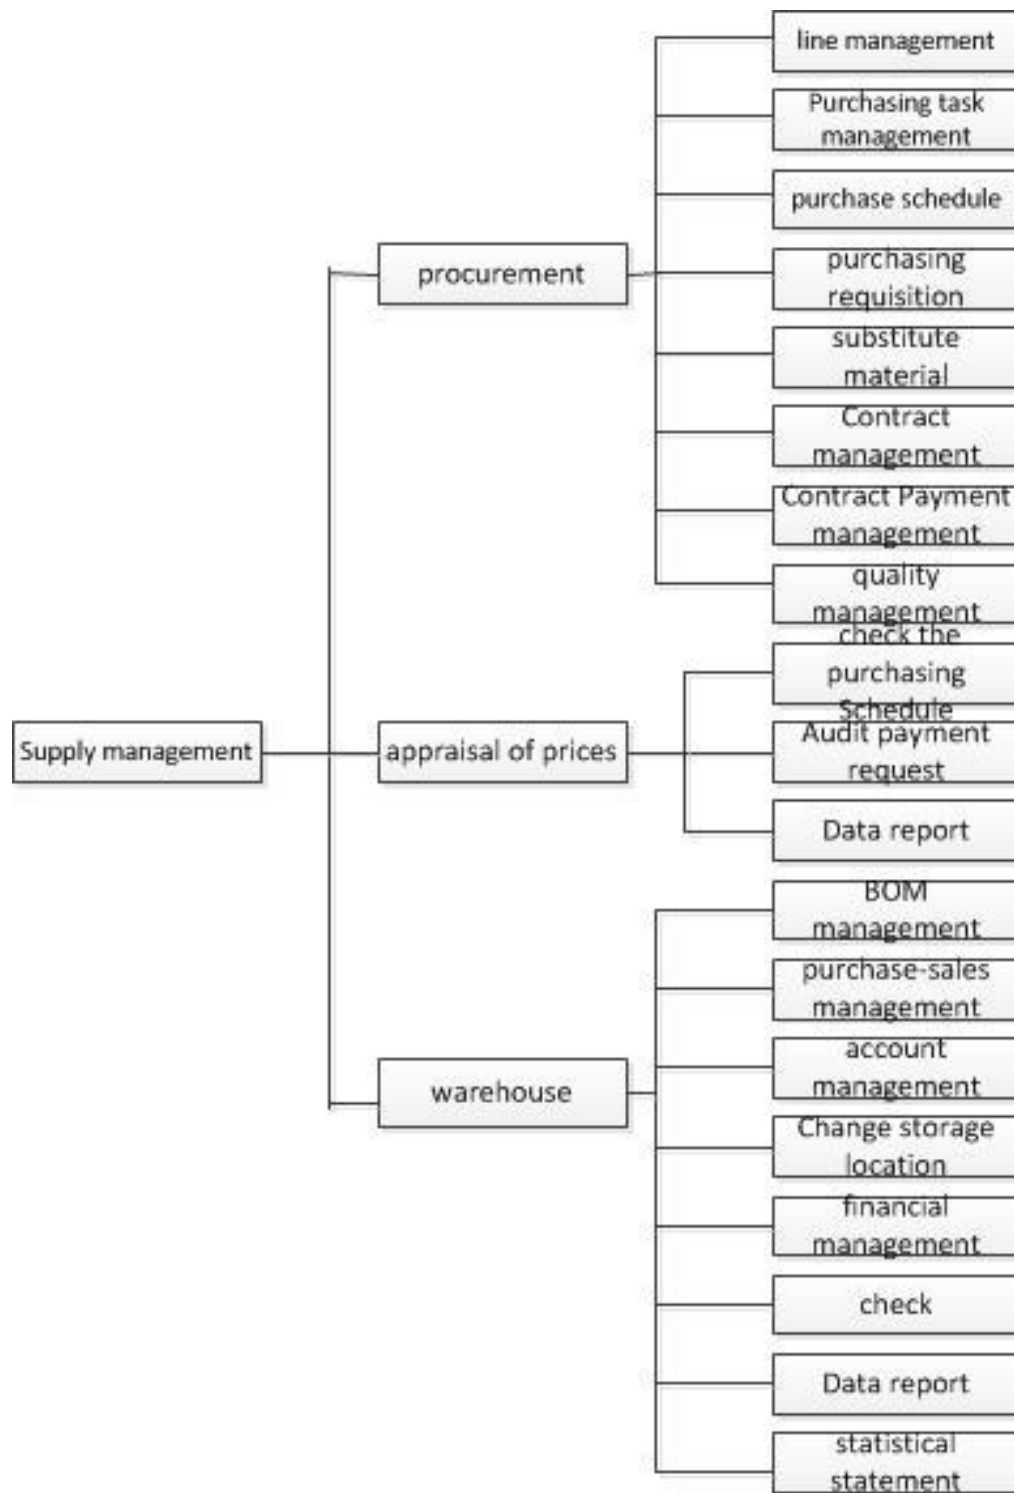 line management
Purchasing task
management
purchase schedule
procurement
purchasing
requisition
substitute
material
Contract
management
Contract Payment
management
quality
management
check the
purchasing
Schedule
Supply management
appraisal of prices
Audit payment
request
Data report
BOM
management
purchase-sales
management
account
management
warehouse
Change storage
location
financial
management
check
Data report
statistical
statement